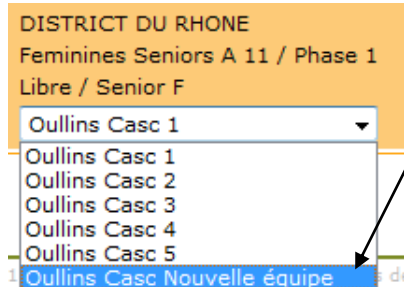 DISTRICT DU RHONE
Feminines Seniors A 11 / Phase 1
Libre / Senior F
Oullins Casc 1
Oullins Casc 1
Oullins Casc 2
Oullins Casc 3
Oullins Casc 4
Oullins Casc 5
Oullins Casc Nouvelle équipe